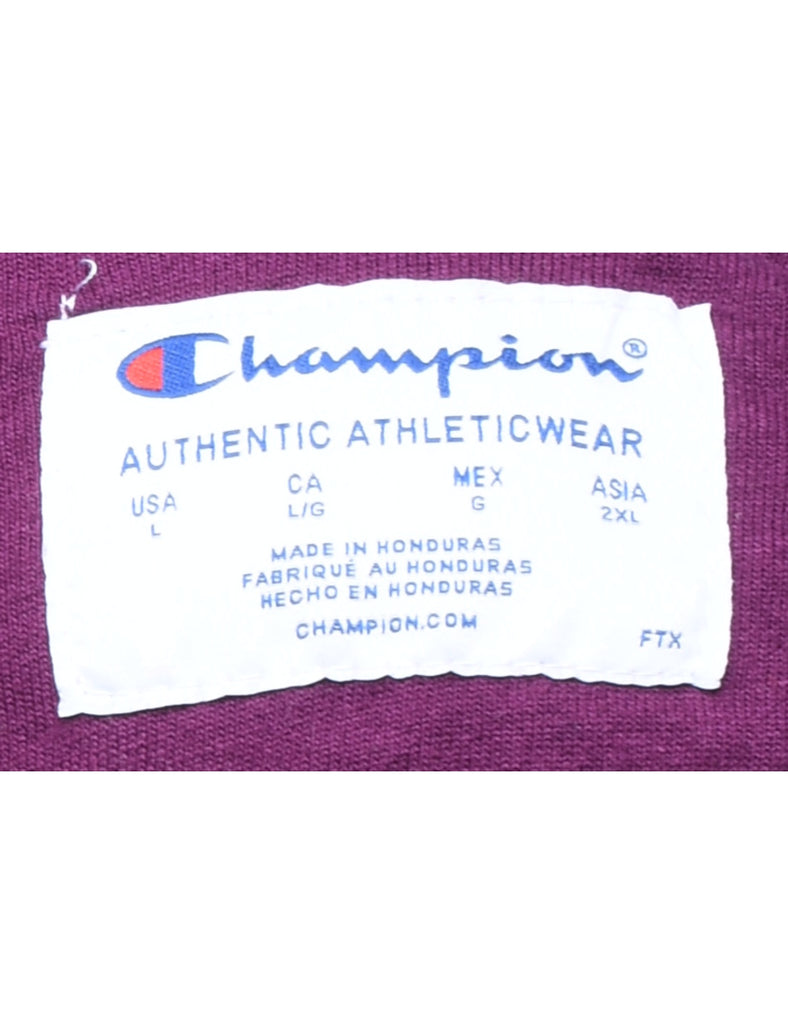 Champion®
AUTHENTIC ATHLETICWEAR
USA CA MEX ASIA
L L/G G 2XL
MADE IN HONDURAS
FABRIQUÉ AU HONDURAS
HECHO EN HONDURAS
CHAMPION.COM
FTX